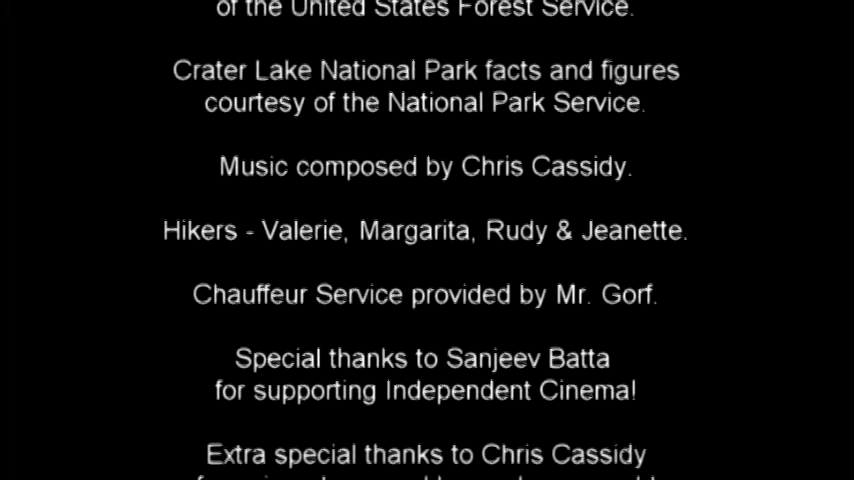 of the United States Forest Service.
Crater Lake National Park facts and figures
courtesy of the National Park Service.
Music composed by Chris Cassidy.
Hikers - Valerie, Margarita, Rudy & Jeanette.
Chauffeur Service provided by Mr. Gorf.
Special thanks to Sanjeev Batta
for supporting Independent Cinema!
Extra special thanks to Chris Cassidy